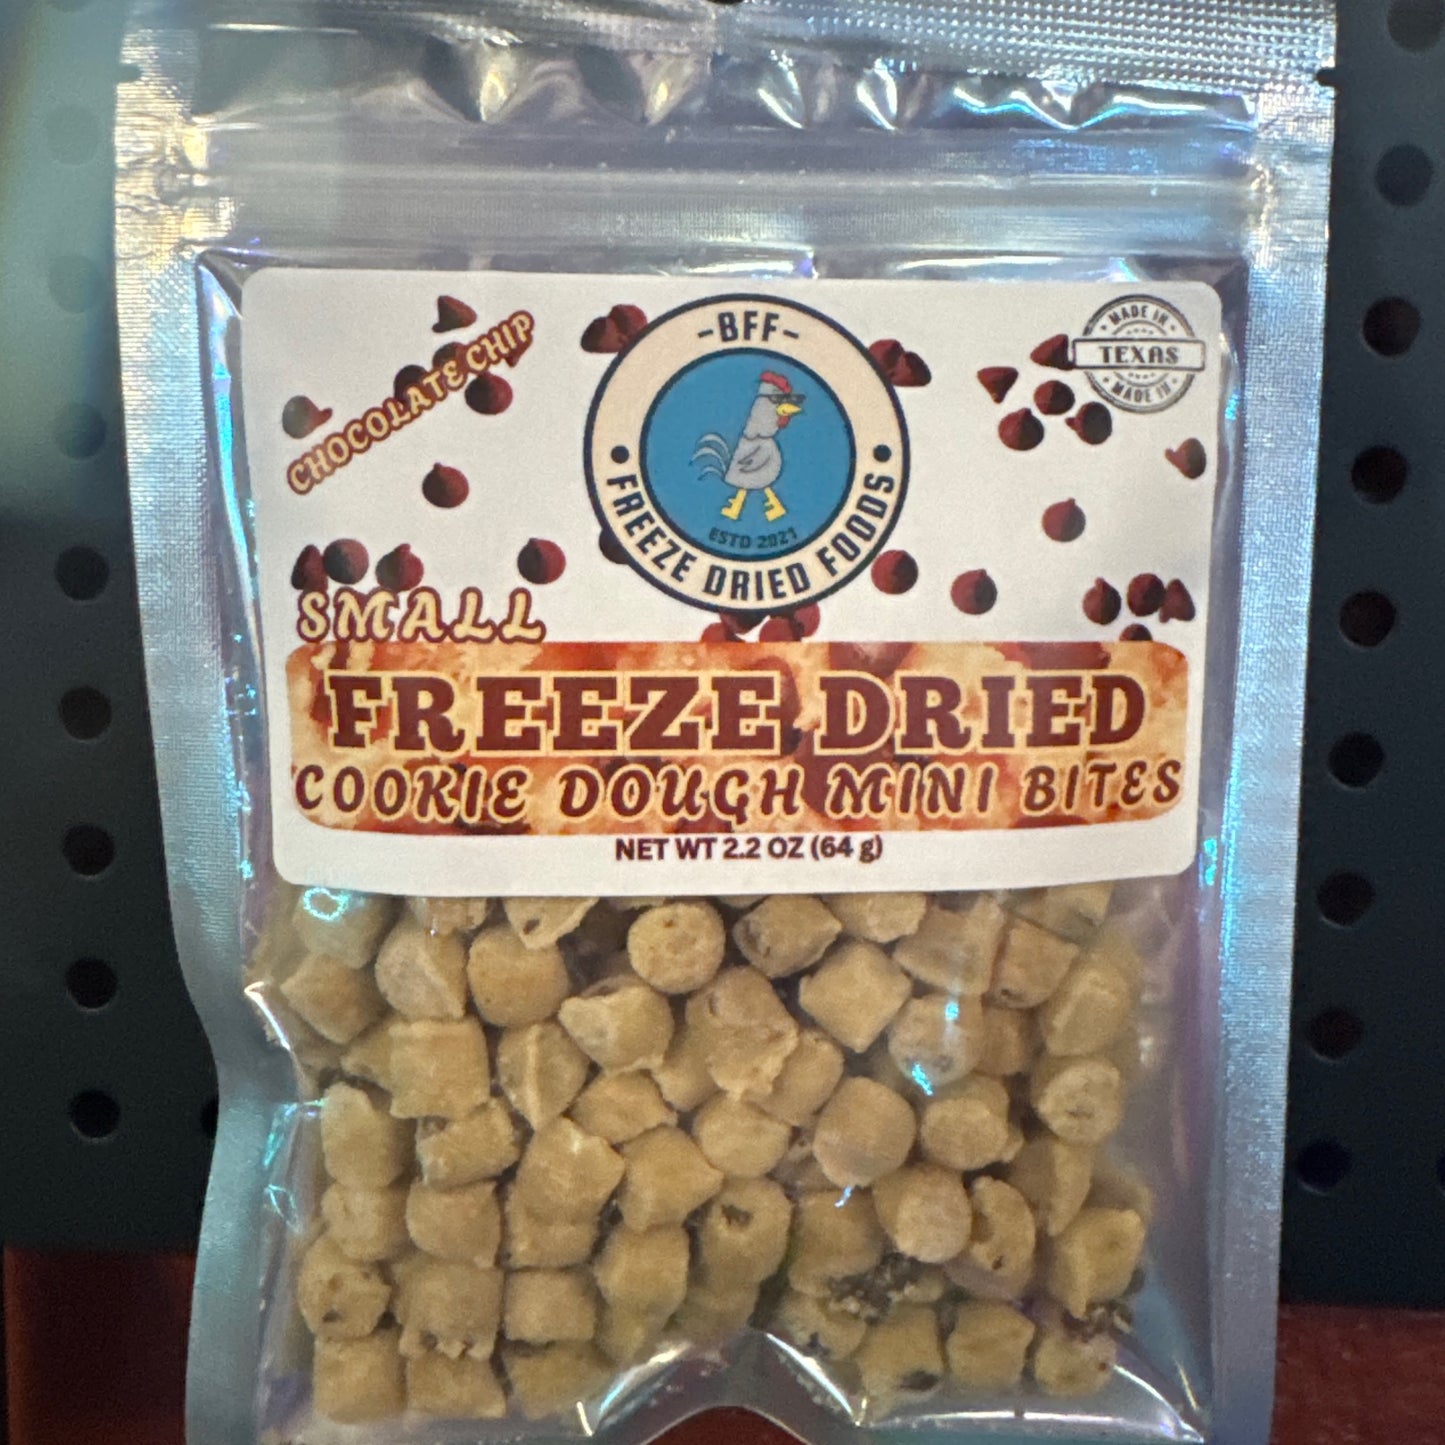 CHOCOLATE CHIP
-BFF-
ESTD 2021
FREEZE DRIED FOODS
MADE IN
TEXAS
MADE IN
SMALL
FREEZE DRIED
COOKIE DOUGH MINI BITES
NET WT 2.2 OZ (64 g)